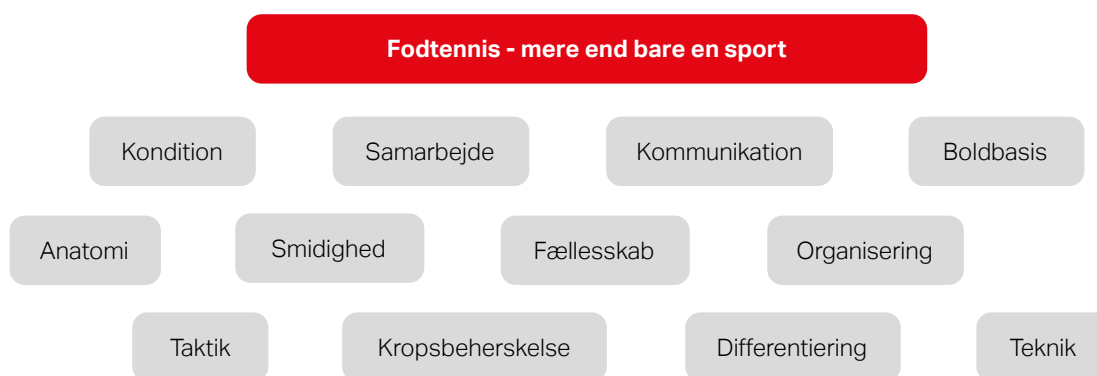 Fodtennis - mere end bare en sport
Kondition
Samarbejde
Kommunikation
Boldbasis
Anatomi
Smidighed
Fællesskab
Organisering
Taktik
Kropsbeherskelse
Differentiering
Teknik